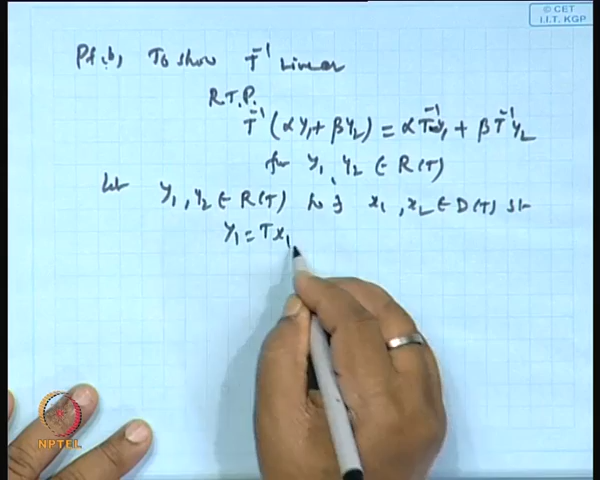 © CET
I.I.T. KGP
Pf.b, To show T⁻¹ Linear
R.T.P.
T⁻¹(αy₁ + βy₂) = αT⁻¹y₁ + βT⁻¹y₂
for y₁, y₂ ∈ R(T)
Let y₁, y₂ ∈ R(T) ∃ x₁, x₂ ∈ D(T) st
y₁ = Tx₁
NPTEL